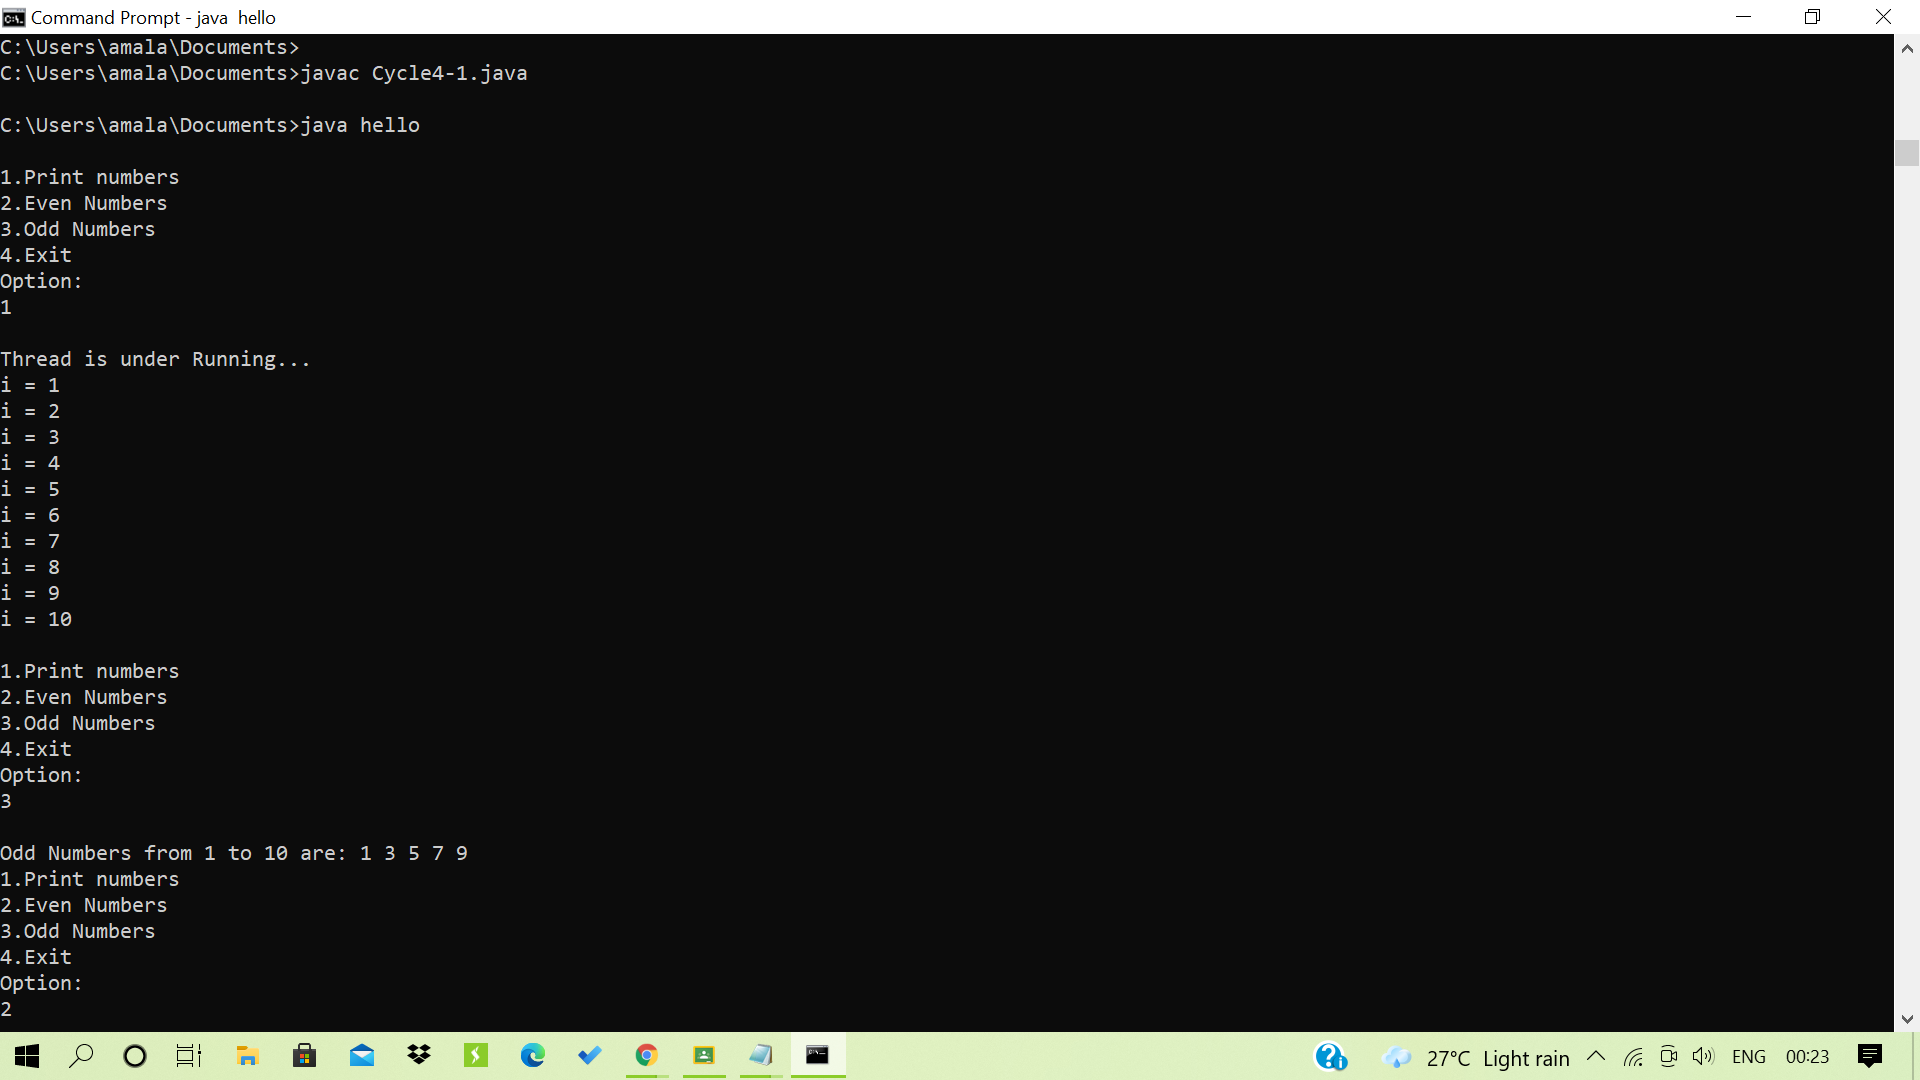 Command Prompt - java  hello
C:\Users\amala\Documents>
C:\Users\amala\Documents>javac Cycle4-1.java
C:\Users\amala\Documents>java hello
1.Print numbers
2.Even Numbers
3.Odd Numbers
4.Exit
Option:
1
Thread is under Running...
i = 1
i = 2
i = 3
i = 4
i = 5
i = 6
i = 7
i = 8
i = 9
i = 10
1.Print numbers
2.Even Numbers
3.Odd Numbers
4.Exit
Option:
3
Odd Numbers from 1 to 10 are: 1 3 5 7 9
1.Print numbers
2.Even Numbers
3.Odd Numbers
4.Exit
Option:
2
27°C Light rain ENG 00:23